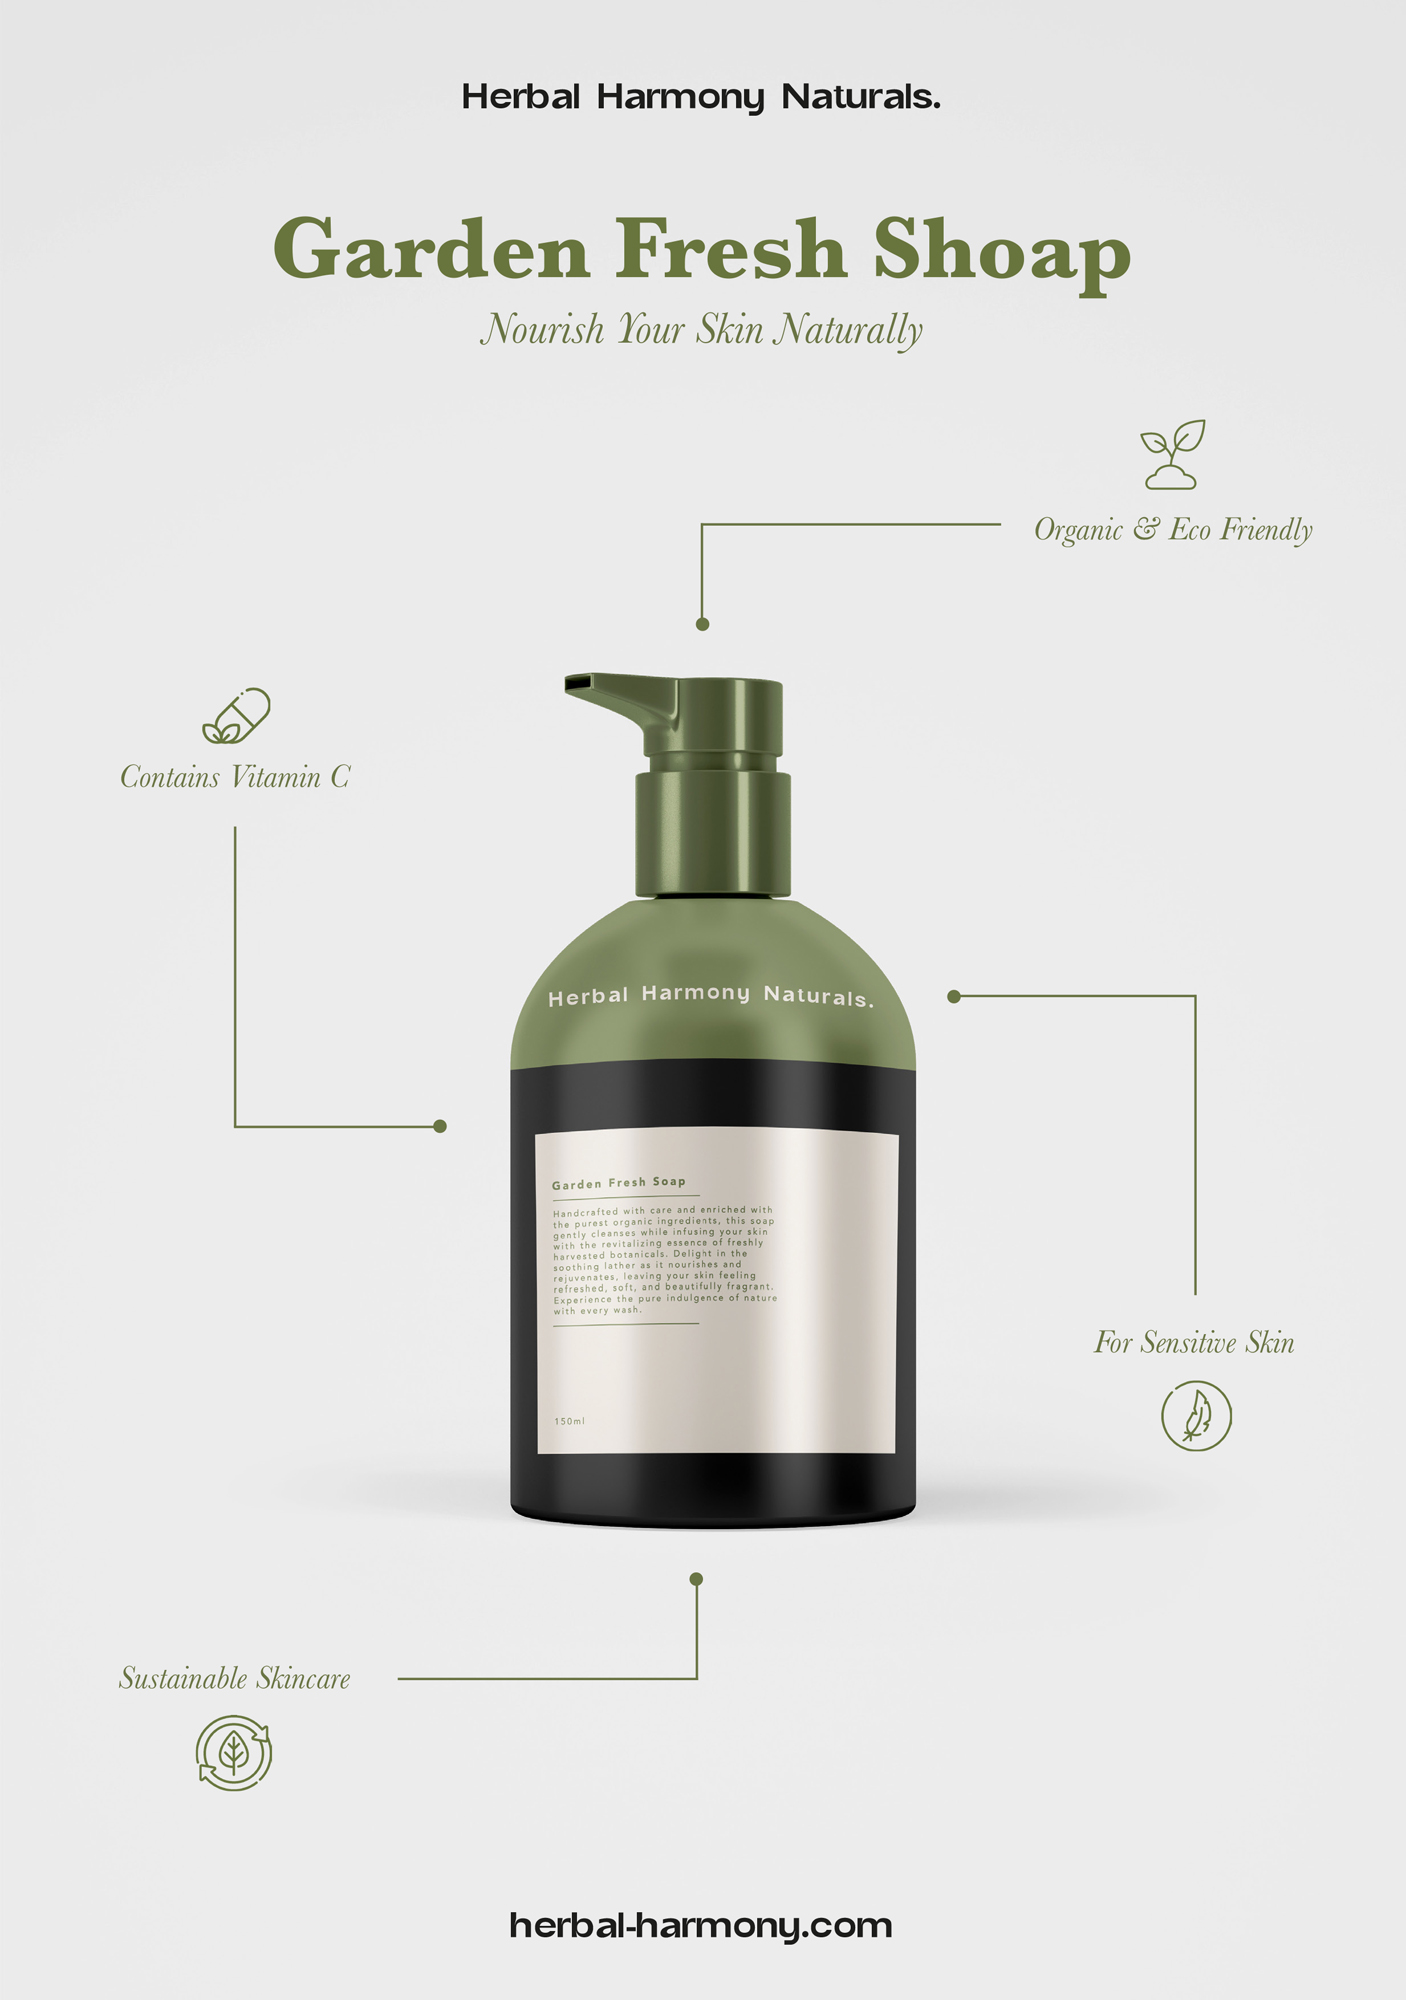 Herbal Harmony Naturals.
Garden Fresh Shoap
Nourish Your Skin Naturally
Organic & Eco Friendly
Contains Vitamin C
Herbal Harmony Naturals.
Garden Fresh Soap
Handcrafted with care and enriched with
the purest organic ingredients, this soap
gently cleanses while infusing your skin
with the revitalizing essence of freshly
harvested botanicals. Delight in the
soothing lather as it nourishes and
rejuvenates, leaving your skin feeling
refreshed, soft, and beautifully fragrant.
Experience the pure indulgence of nature
with every wash.
150ml
For Sensitive Skin
Sustainable Skincare
herbal-harmony.com